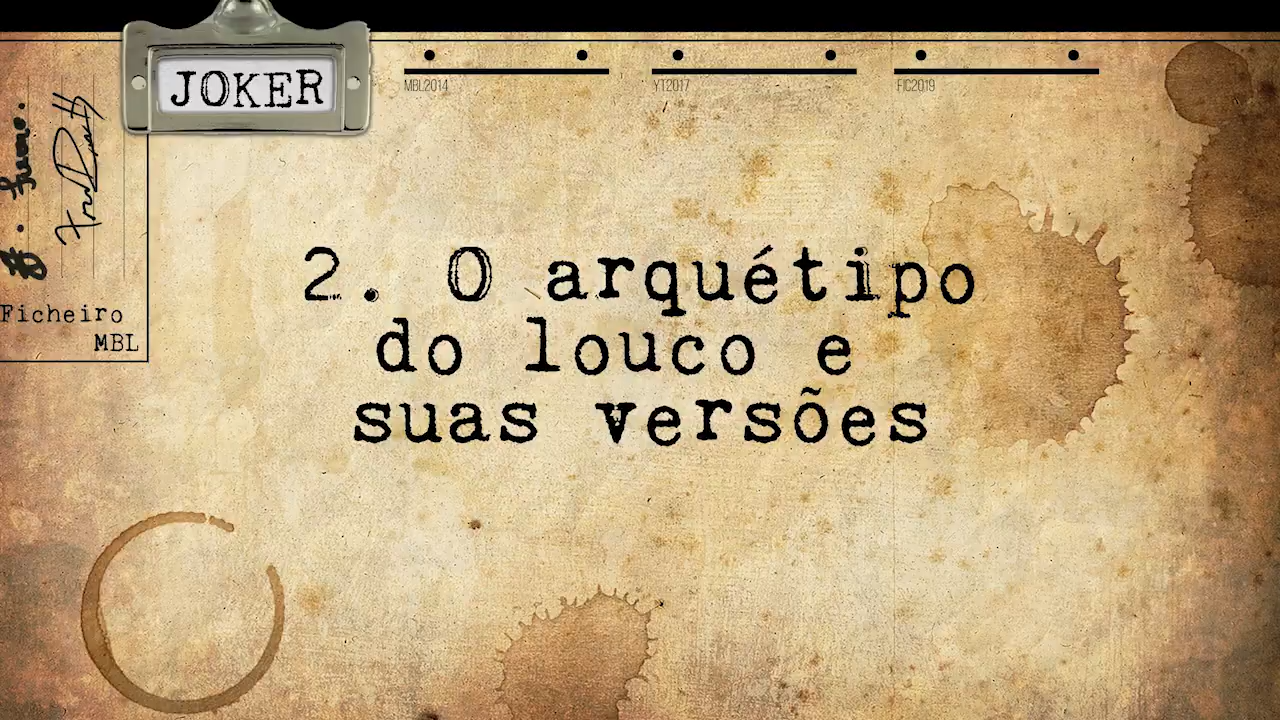 JOKER
MBL2014
YT2017
FIC2019
2. O arquétipo
do louco e
suas versões
Ficheiro
MBL